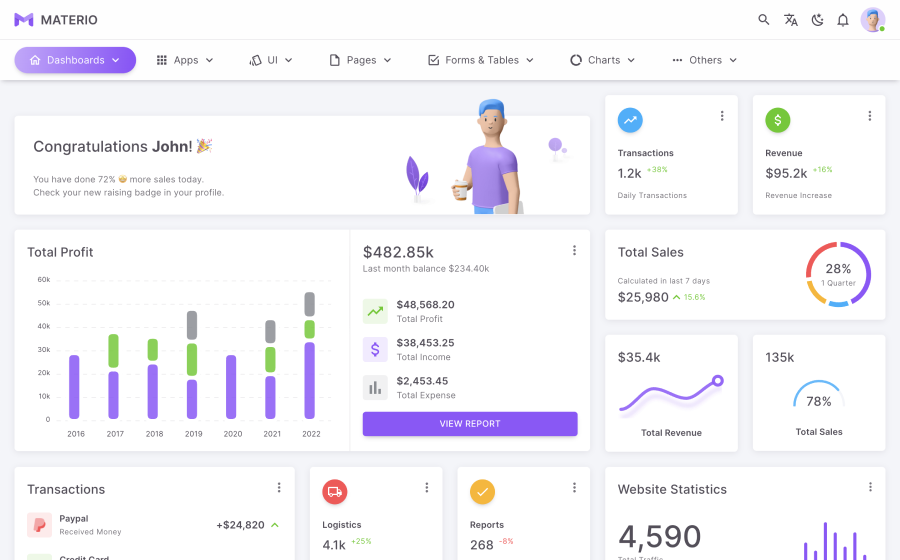 MATERIO
Dashboards
Apps
UI
Pages
Forms & Tables
Charts
Others
Congratulations John! 🎉
You have done 72% 🤩 more sales today.
Check your new raising badge in your profile.
Transactions
1.2k +38%
Daily Transactions
Revenue
$95.2k +16%
Revenue Increase
Total Profit
60k
50k
40k
30k
20k
10k
0
2016 2017 2018 2019 2020 2021 2022
$482.85k
Last month balance $234.40k
$48,568.20
Total Profit
$38,453.25
Total Income
$2,453.45
Total Expense
VIEW REPORT
Total Sales
Calculated in last 7 days
$25,980 15.6%
28%
1 Quarter
$35.4k
Total Revenue
135k
78%
Total Sales
Transactions
Paypal
Received Money
+$24,820
Credit Card
Logistics
4.1k +25%
Reports
268 -8%
Website Statistics
4,590
Total Traffic